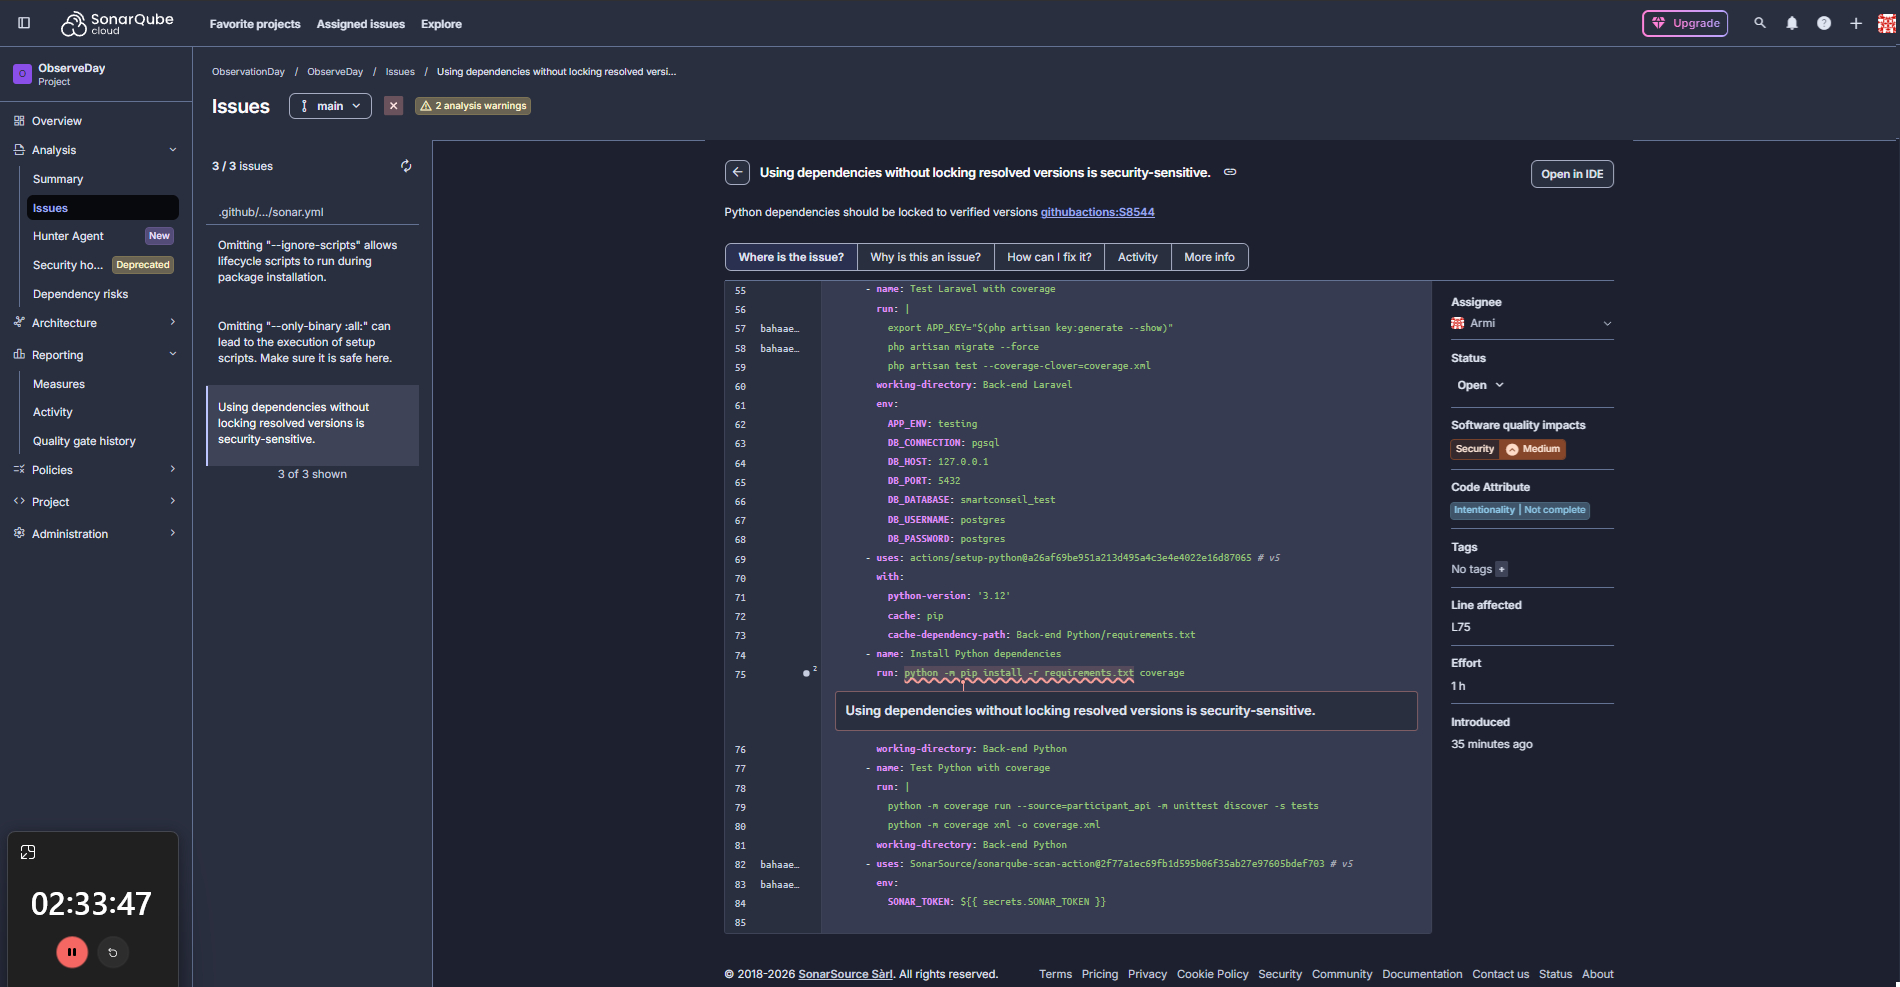 SonarQube cloud
Favorite projects Assigned issues Explore
Upgrade
O
ObserveDay
Project
Overview
Analysis
Summary
Issues
Hunter Agent New
Security ho... Deprecated
Dependency risks
Architecture
Reporting
Measures
Activity
Quality gate history
Policies
Project
Administration
02:33:47
ObservationDay / ObserveDay / Issues / Using dependencies without locking resolved versi...
Issues main 2 analysis warnings
3 / 3 issues
.github/.../sonar.yml
Omitting "--ignore-scripts" allows
lifecycle scripts to run during
package installation.
Omitting "--only-binary :all:" can
lead to the execution of setup
scripts. Make sure it is safe here.
Using dependencies without
locking resolved versions is
security-sensitive.
3 of 3 shown
Using dependencies without locking resolved versions is security-sensitive.
Open in IDE
Python dependencies should be locked to verified versions githubactions:S8544
Where is the issue? Why is this an issue? How can I fix it? Activity More info
55 - name: Test Laravel with coverage
56 run: |
57 bahaae... export APP_KEY="$(php artisan key:generate --show)"
58 bahaae... php artisan migrate --force
59 php artisan test --coverage-clover=coverage.xml
60 working-directory: Back-end Laravel
61 env:
62 APP_ENV: testing
63 DB_CONNECTION: pgsql
64 DB_HOST: 127.0.0.1
65 DB_PORT: 5432
66 DB_DATABASE: smartconseil_test
67 DB_USERNAME: postgres
68 DB_PASSWORD: postgres
69 - uses: actions/setup-python@a26af69be951a213d495a4c3e4e4022e16d87065 # v5
70 with:
71 python-version: '3.12'
72 cache: pip
73 cache-dependency-path: Back-end Python/requirements.txt
74 - name: Install Python dependencies
75 2 run: python -m pip install -r requirements.txt coverage
Using dependencies without locking resolved versions is security-sensitive.
76 working-directory: Back-end Python
77 - name: Test Python with coverage
78 run: |
79 python -m coverage run --source=participant_api -m unittest discover -s tests
80 python -m coverage xml -o coverage.xml
81 working-directory: Back-end Python
82 bahaae... - uses: SonarSource/sonarqube-scan-action@2f77a1ec69fb1d595b06f35ab27e97605bdef703 # v5
83 bahaae... env:
84 SONAR_TOKEN: ${{ secrets.SONAR_TOKEN }}
85
Assignee
Armi
Status
Open
Software quality impacts
Security Medium
Code Attribute
Intentionality | Not complete
Tags
No tags +
Line affected
L75
Effort
1 h
Introduced
35 minutes ago
© 2018-2026 SonarSource Sàrl. All rights reserved. Terms Pricing Privacy Cookie Policy Security Community Documentation Contact us Status About